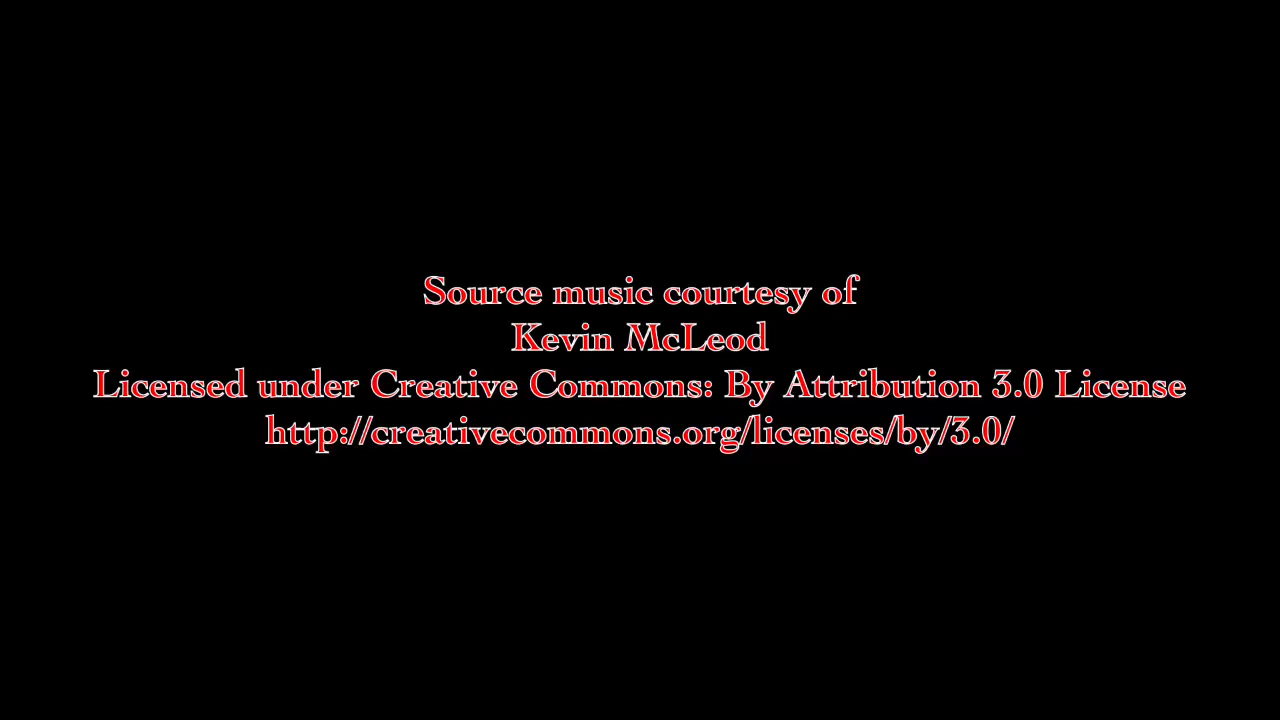 Source music courtesy of
Kevin McLeod
Licensed under Creative Commons: By Attribution 3.0 License
http://creativecommons.org/licenses/by/3.0/